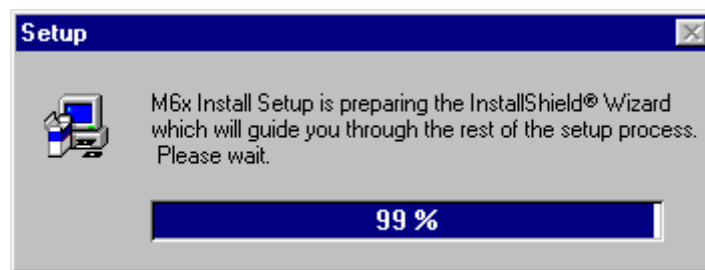 Setup
M6x Install Setup is preparing the InstallShield® Wizard
which will guide you through the rest of the setup process.
Please wait.
99 %